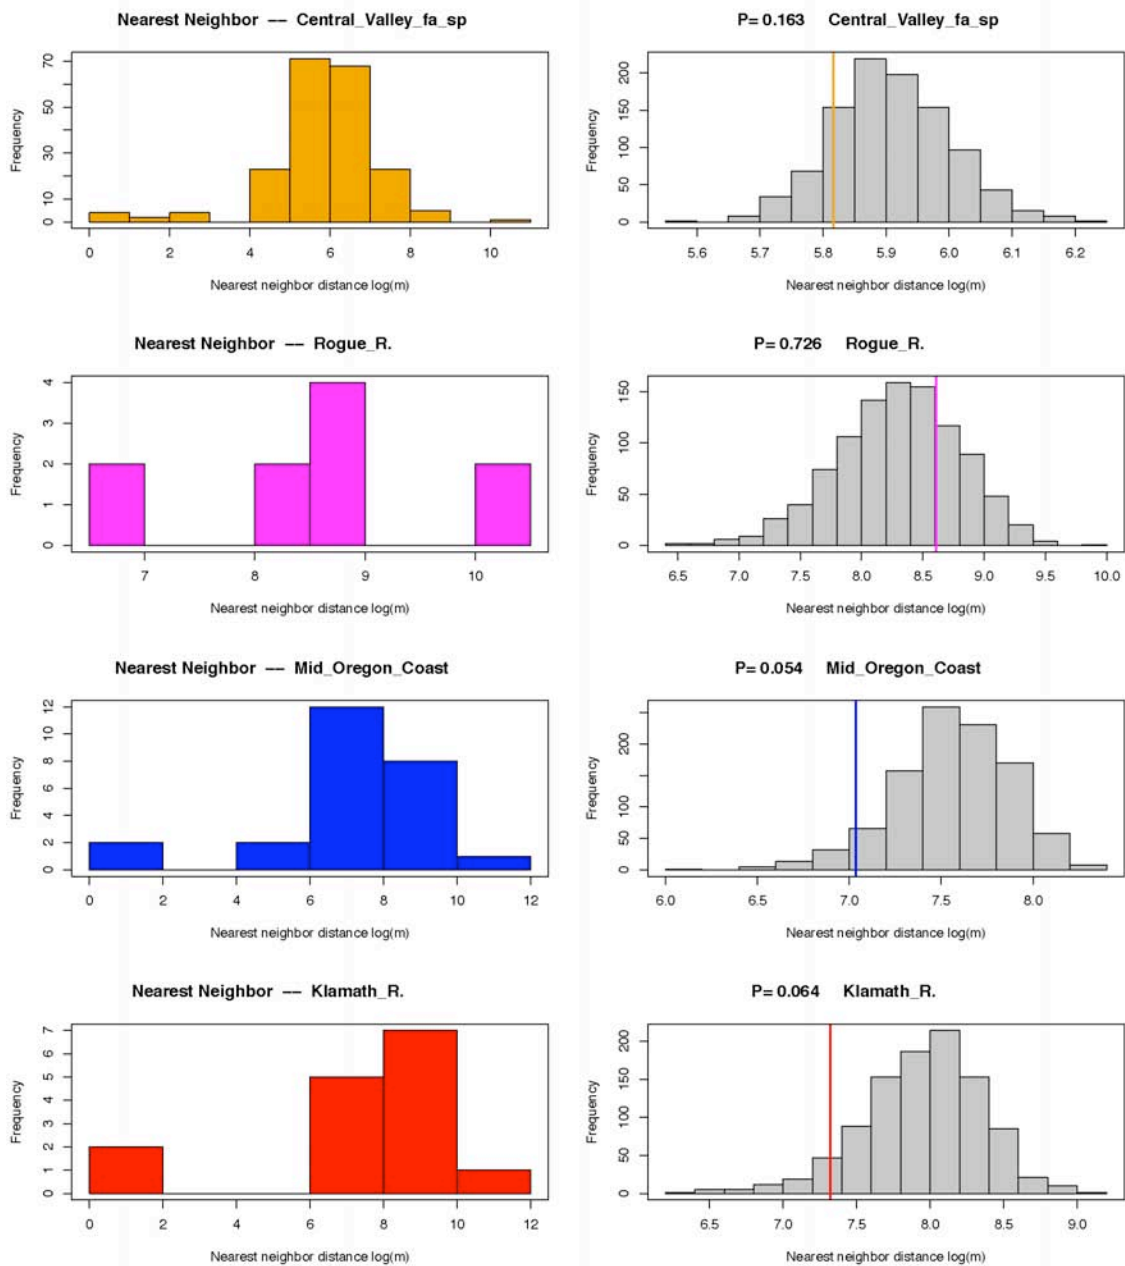 Nearest Neighbor –– Central_Valley_fa_sp
Frequency
0 10 30 50 70
0 2 4 6 8 10
Nearest neighbor distance log(m)
P= 0.163 Central_Valley_fa_sp
Frequency
0 50 100 150 200
5.6 5.7 5.8 5.9 6.0 6.1 6.2
Nearest neighbor distance log(m)
Nearest Neighbor –– Rogue_R.
Frequency
0 1 2 3 4
7 8 9 10
Nearest neighbor distance log(m)
P= 0.726 Rogue_R.
Frequency
0 50 100 150
6.5 7.0 7.5 8.0 8.5 9.0 9.5 10.0
Nearest neighbor distance log(m)
Nearest Neighbor –– Mid_Oregon_Coast
Frequency
0 2 4 6 8 10 12
0 2 4 6 8 10 12
Nearest neighbor distance log(m)
P= 0.054 Mid_Oregon_Coast
Frequency
0 50 100 200
6.0 6.5 7.0 7.5 8.0
Nearest neighbor distance log(m)
Nearest Neighbor –– Klamath_R.
Frequency
0 1 2 3 4 5 6 7
0 2 4 6 8 10 12
Nearest neighbor distance log(m)
P= 0.064 Klamath_R.
Frequency
0 50 100 150 200
6.5 7.0 7.5 8.0 8.5 9.0
Nearest neighbor distance log(m)